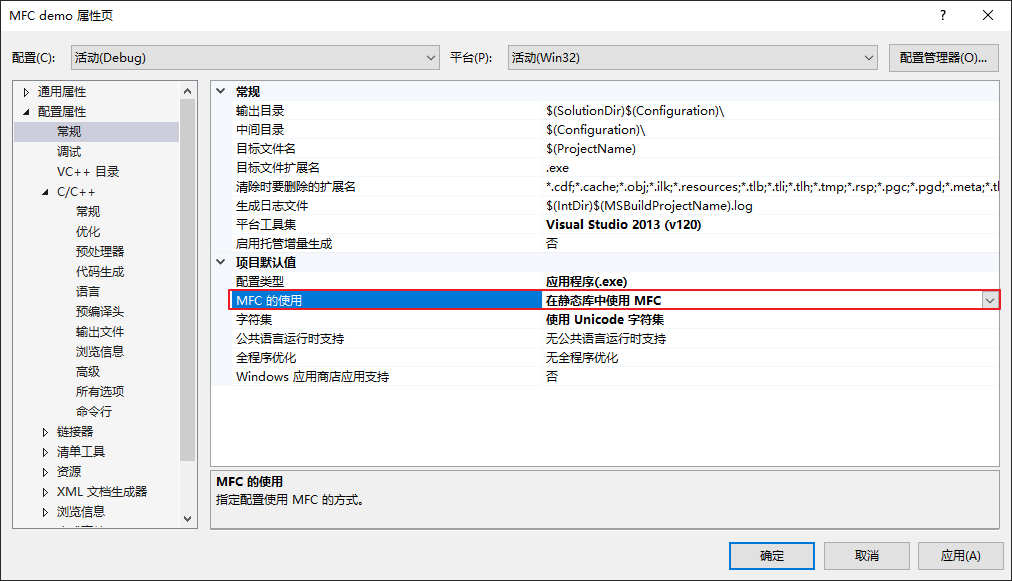 MFC demo 属性页
配置(C): 活动(Debug) 平台(P): 活动(Win32) 配置管理器(O)...
通用属性
配置属性
常规
调试
VC++ 目录
C/C++
常规
优化
预处理器
代码生成
语言
预编译头
输出文件
浏览信息
高级
所有选项
命令行
链接器
清单工具
资源
XML 文档生成器
浏览信息
常规
输出目录 $(SolutionDir)$(Configuration)\
中间目录 $(Configuration)\
目标文件名 $(ProjectName)
目标文件扩展名 .exe
清除时要删除的扩展名 *.cdf;*.cache;*.obj;*.ilk;*.resources;*.tlb;*.tli;*.tlh;*.tmp;*.rsp;*.pgc;*.pgd;*.meta;*.tl
生成日志文件 $(IntDir)$(MSBuildProjectName).log
平台工具集 Visual Studio 2013 (v120)
启用托管增量生成 否
项目默认值
配置类型 应用程序(.exe)
MFC 的使用 在静态库中使用 MFC
字符集 使用 Unicode 字符集
公共语言运行时支持 无公共语言运行时支持
全程序优化 无全程序优化
Windows 应用商店应用支持 否
MFC 的使用
指定配置使用 MFC 的方式。
确定 取消 应用(A)